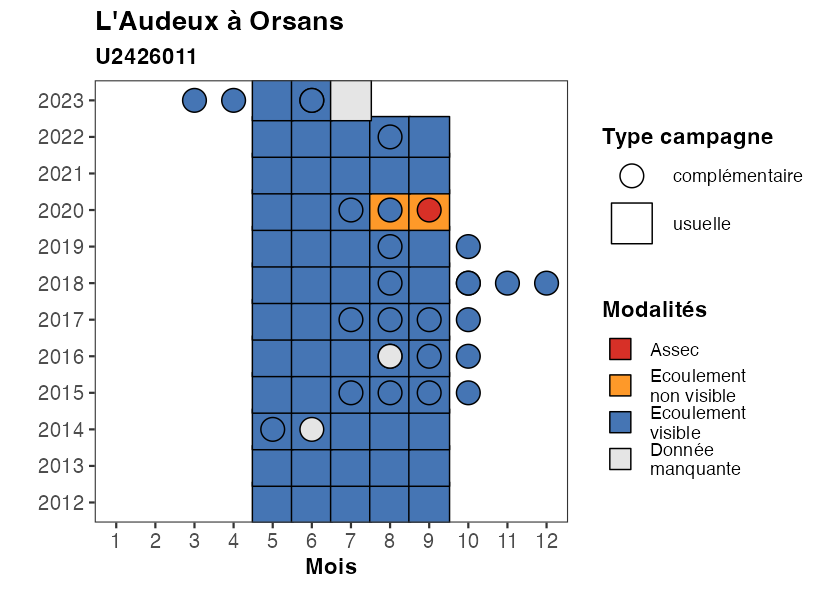 L'Audeux à Orsans
U2426011
2023
2022
2021
2020
2019
2018
2017
2016
2015
2014
2013
2012
1 2 3 4 5 6 7 8 9 10 11 12
Mois
Type campagne
complémentaire
usuelle
Modalités
Assec
Ecoulement
non visible
Ecoulement
visible
Donnée
manquante